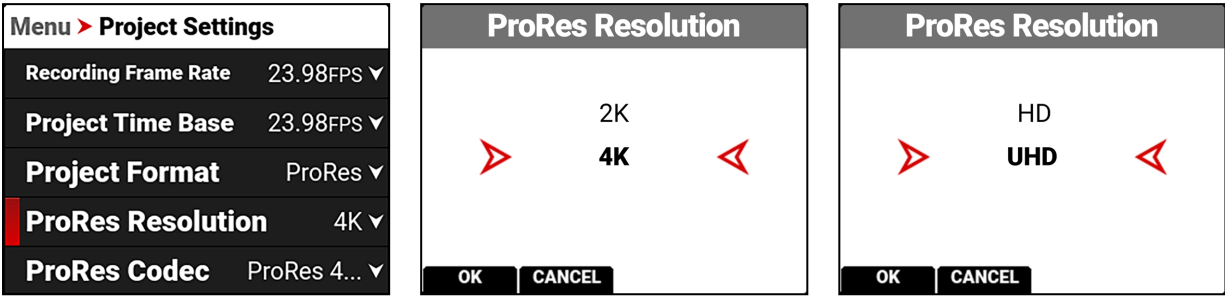 Menu Project Settings
Recording Frame Rate 23.98FPS
Project Time Base 23.98FPS
Project Format ProRes
ProRes Resolution 4K
ProRes Codec ProRes 4...
ProRes Resolution
2K
4K
OK CANCEL
ProRes Resolution
HD
UHD
OK CANCEL